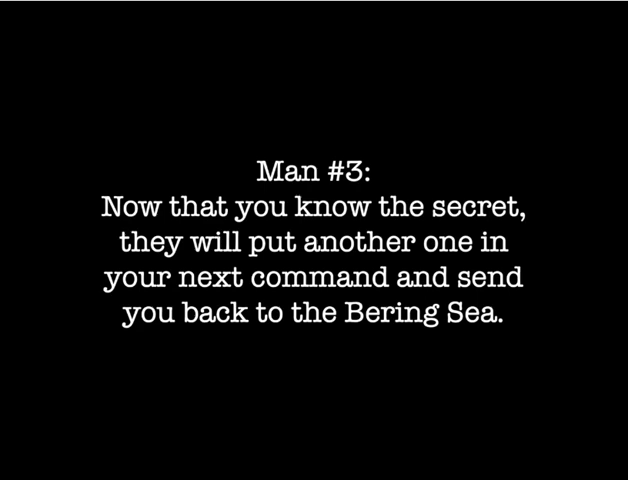 Man #3:
Now that you know the secret,
they will put another one in
your next command and send
you back to the Bering Sea.